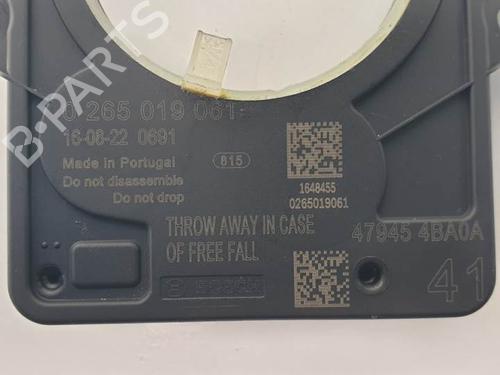 B-PARTS
0 265 019 061
16-08-22 0691
Made in Portugal
815
Do not disassemble
Do not drop
1648455
0265019061
THROW AWAY IN CASE
OF FREE FALL
47945 4BA0A
BOSCH
41